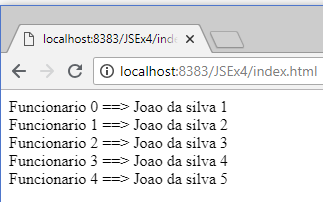 localhost:8383/JSEx4/inde
localhost:8383/JSEx4/index.html
Funcionario 0 ==> Joao da silva 1
Funcionario 1 ==> Joao da silva 2
Funcionario 2 ==> Joao da silva 3
Funcionario 3 ==> Joao da silva 4
Funcionario 4 ==> Joao da silva 5